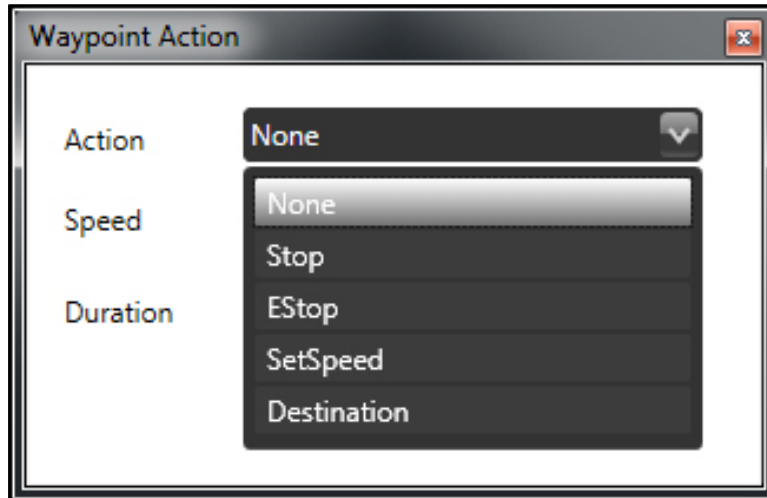 Waypoint Action
Action
None
Speed
None
Stop
Duration
EStop
SetSpeed
Destination